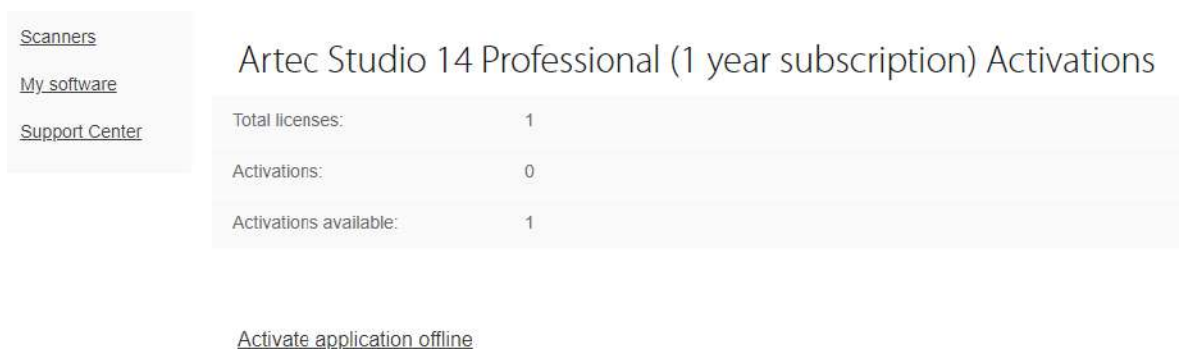 Scanners
My software
Support Center
Artec Studio 14 Professional (1 year subscription) Activations
Total licenses: 1
Activations: 0
Activations available: 1
Activate application offline